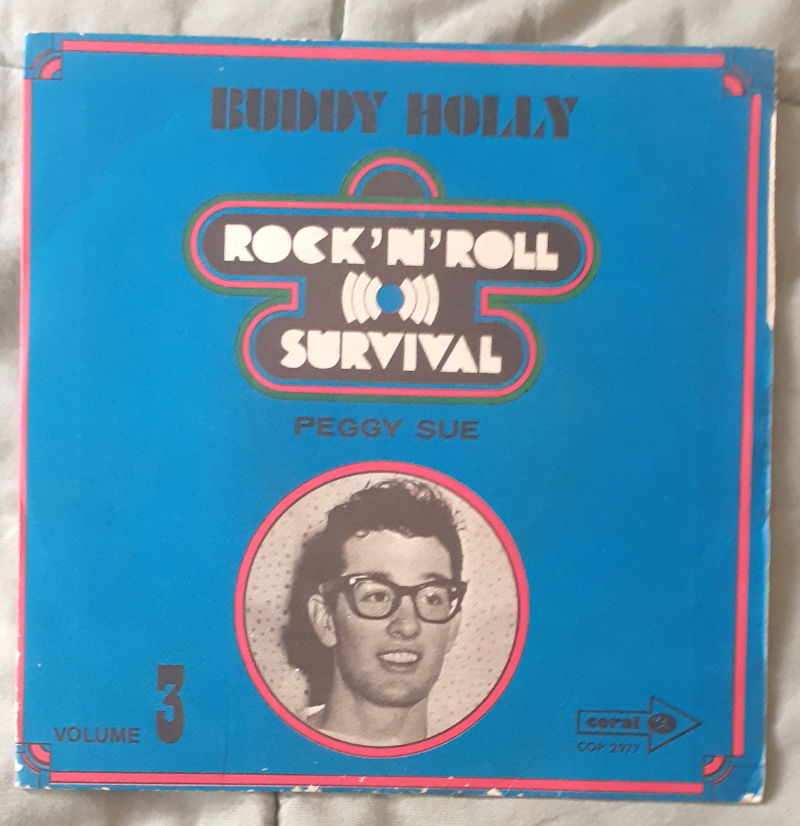 BUDDY HOLLY
ROCK'N'ROLL
SURVIVAL
PEGGY SUE
VOLUME 3
coral
COP 2977